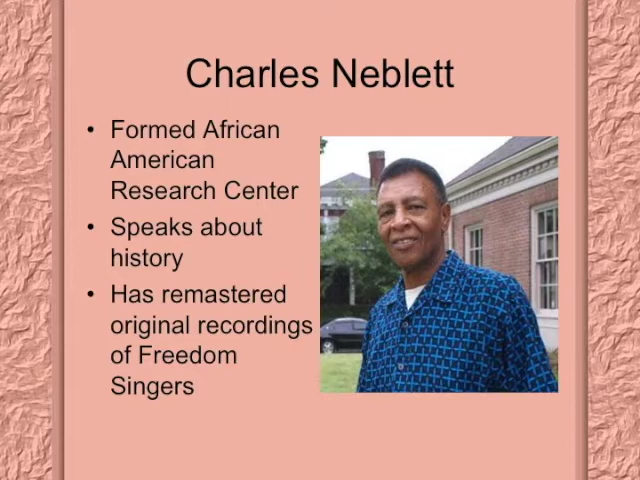 Charles Neblett
• Formed African
American
Research Center
• Speaks about
history
• Has remastered
original recordings
of Freedom
Singers